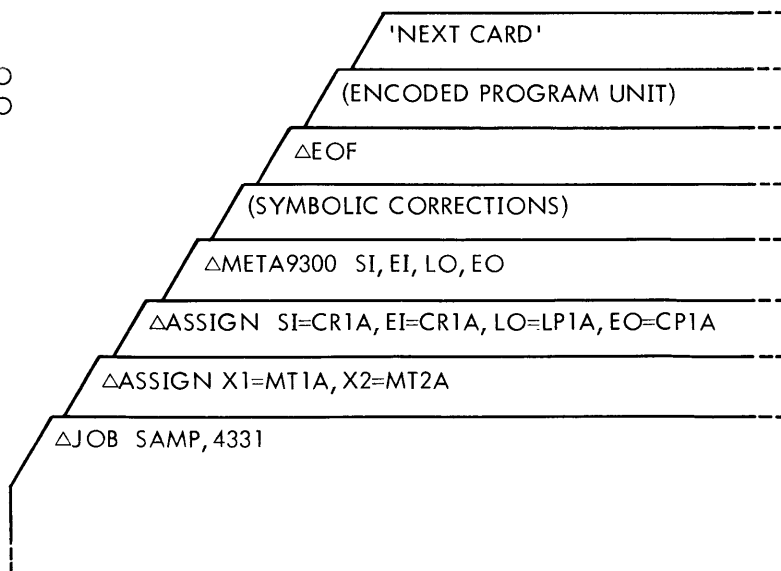 'NEXT CARD'
(ENCODED PROGRAM UNIT)
△EOF
(SYMBOLIC CORRECTIONS)
△META9300 SI, EI, LO, EO
△ASSIGN SI=CR1A, EI=CR1A, LO=LP1A, EO=CP1A
△ASSIGN X1=MT1A, X2=MT2A
△JOB SAMP, 4331